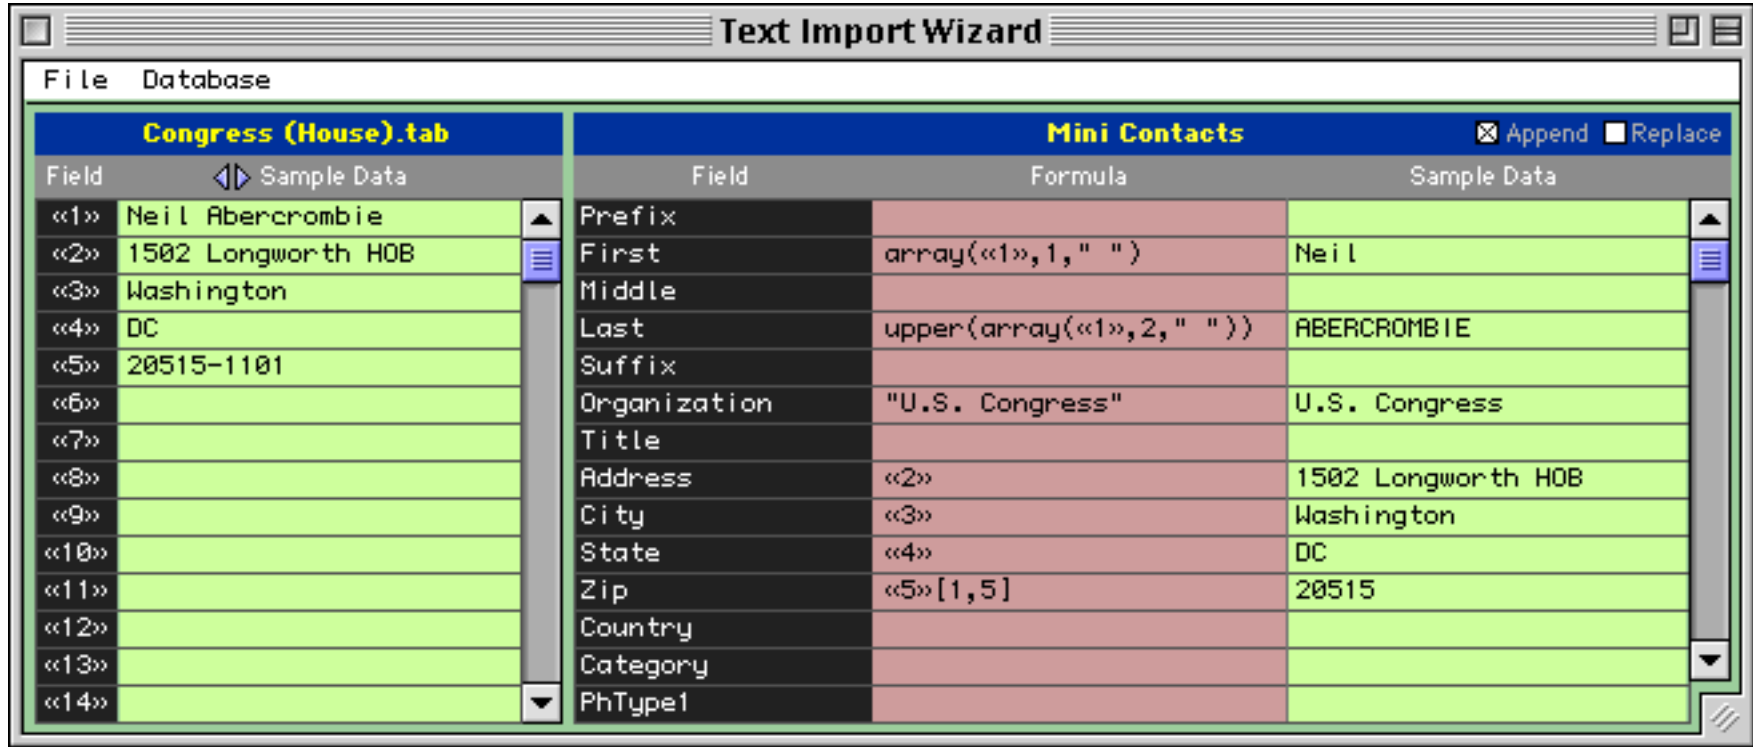 Text Import Wizard
File Database
Congress (House).tab
Mini Contacts Append Replace
Field Sample Data
Field Formula Sample Data
«1» Neil Abercrombie
«2» 1502 Longworth HOB
«3» Washington
«4» DC
«5» 20515-1101
«6»
«7»
«8»
«9»
«10»
«11»
«12»
«13»
«14»
Prefix
First array(«1»,1," ") Neil
Middle
Last upper(array(«1»,2," ")) ABERCROMBIE
Suffix
Organization "U.S. Congress" U.S. Congress
Title
Address «2» 1502 Longworth HOB
City «3» Washington
State «4» DC
Zip «5»[1,5] 20515
Country
Category
PhType1